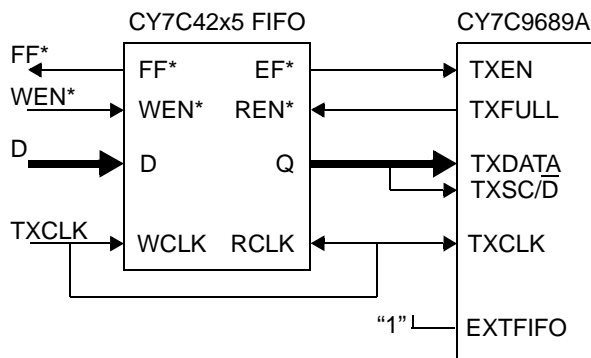 CY7C42x5 FIFO CY7C9689A
FF* FF* EF* TXEN
WEN* WEN* REN* TXFULL
D D Q TXDATA
TXSC/D̅
TXCLK WCLK RCLK TXCLK
“1” EXTFIFO